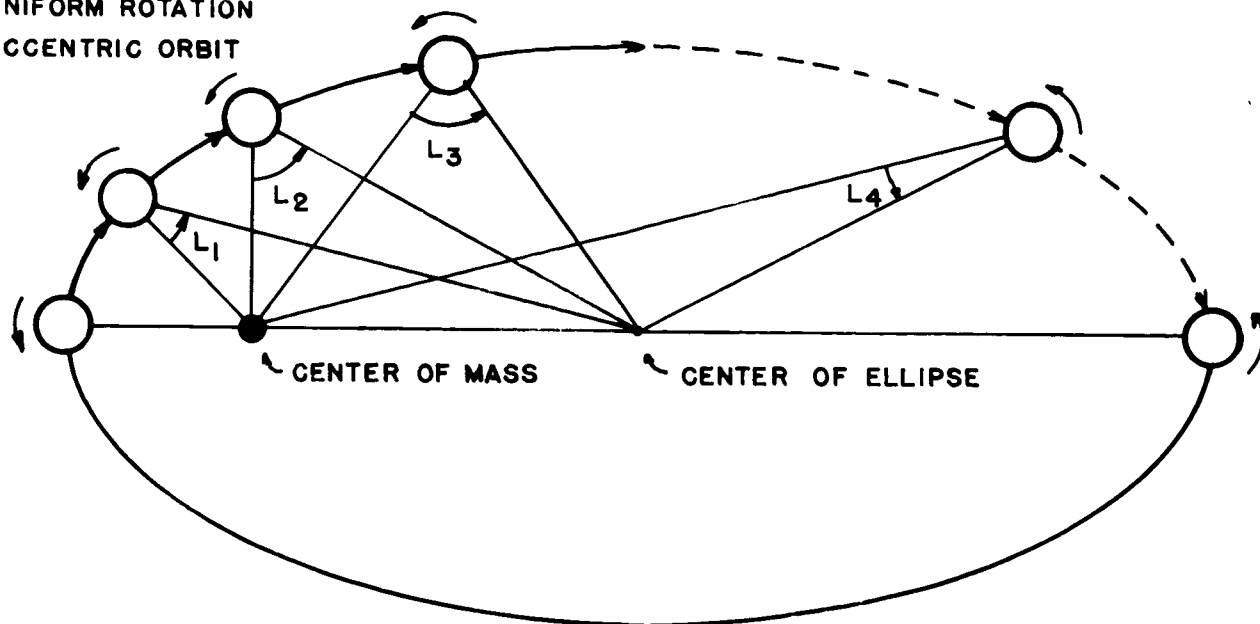 NIFORM ROTATION
CCENTRIC ORBIT
L3
L2
L4
L1
CENTER OF MASS
CENTER OF ELLIPSE